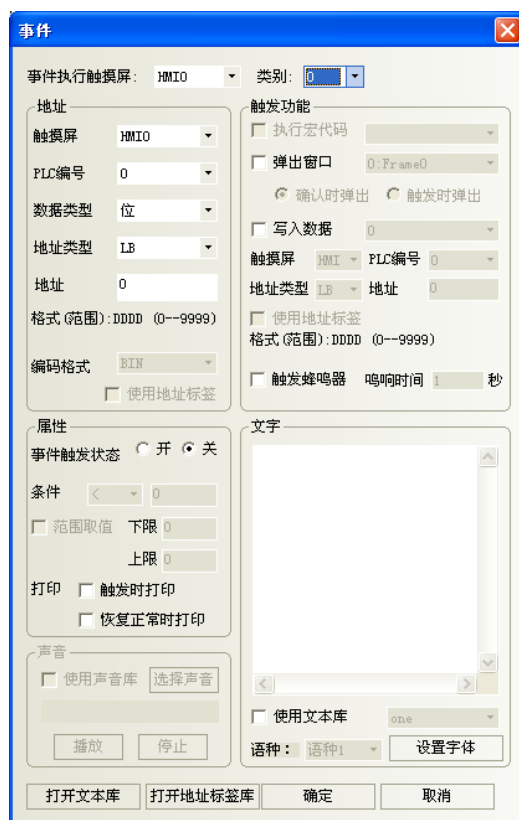 事件
事件执行触摸屏: HMI0 类别: 0
地址
触摸屏 HMI0
PLC编号 0
数据类型 位
地址类型 LB
地址 0
格式(范围):DDDD (0--9999)
编码格式 BIN
使用地址标签
触发功能
执行宏代码
弹出窗口 0:Frame0
确认时弹出 触发时弹出
写入数据 0
触摸屏 HMI PLC编号 0
地址类型 LB 地址 0
使用地址标签
格式(范围):DDDD (0--9999)
触发蜂鸣器 鸣响时间 1 秒
属性
事件触发状态 开 关
条件 < 0
范围取值 下限 0
上限 0
打印 触发时打印
恢复正常时打印
声音
使用声音库 选择声音
播放 停止
文字
使用文本库 one
语种: 语种1 设置字体
打开文本库 打开地址标签库 确定 取消